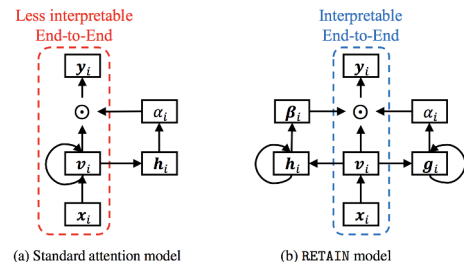 Less interpretable
End-to-End
y_i
⊙
α_i
v_i
h_i
x_i
(a) Standard attention model
Interpretable
End-to-End
y_i
β_i
⊙
α_i
h_i
v_i
g_i
x_i
(b) RETAIN model